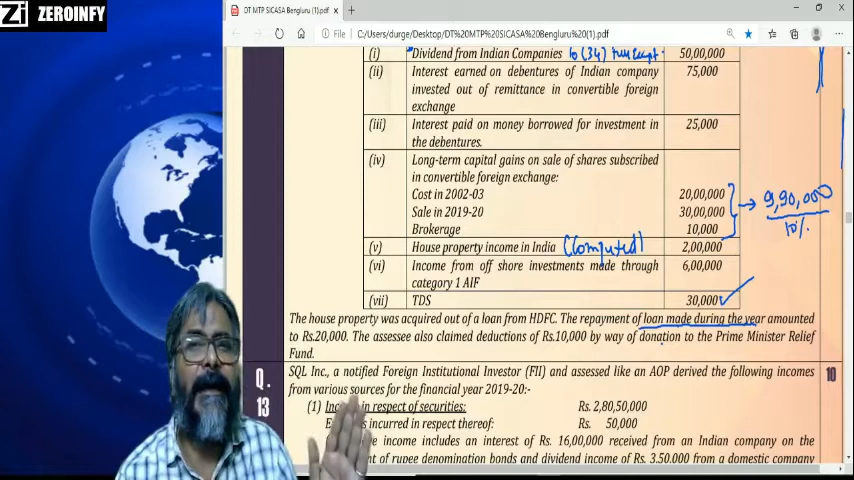 ZEROINFY
DT MTP SICASA Bengluru (1).pdf
File
C:/Users/durge/Desktop/DT%20MTP%20SICASA%20Bengluru%20(1).pdf
(i) Dividend from Indian Companies 10(34) 50,00,000
(ii) Interest earned on debentures of Indian company 75,000
invested out of remittance in convertible foreign
exchange
(iii) Interest paid on money borrowed for investment in 25,000
the debentures.
(iv) Long-term capital gains on sale of shares subscribed
in convertible foreign exchange:
Cost in 2002-03 20,00,000
Sale in 2019-20 30,00,000 9,90,000
Brokerage 10,000 10%
(v) House property income in India (Computed) 2,00,000
(vi) Income from off shore investments made through 6,00,000
category 1 AIF
(vii) TDS 30,000
The house property was acquired out of a loan from HDFC. The repayment of loan made during the year amounted
to Rs.20,000. The assessee also claimed deductions of Rs.10,000 by way of donation to the Prime Minister Relief
Fund.
Q. SQL Inc., a notified Foreign Institutional Investor (FII) and assessed like an AOP derived the following incomes 10
13 from various sources for the financial year 2019-20:-
(1) Income in respect of securities: Rs. 2,80,50,000
incurred in respect thereof: Rs. 50,000
income includes an interest of Rs. 16,00,000 received from an Indian company on the
of rupee denomination bonds and dividend income of Rs. 3,50,000 from a domestic company